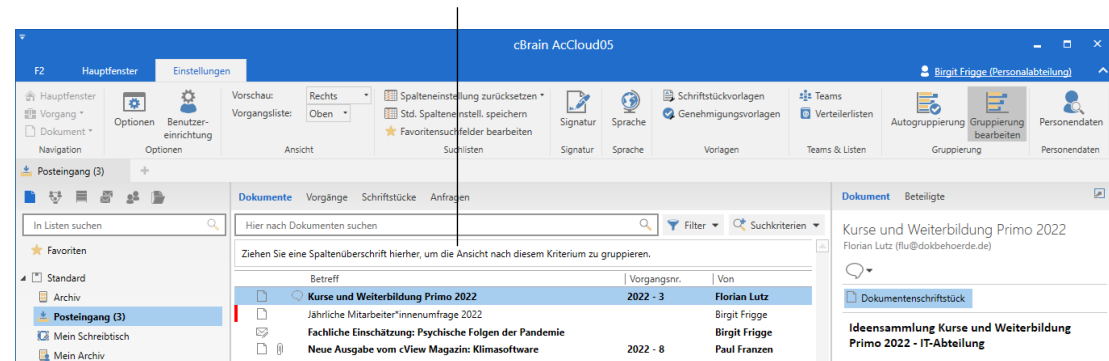 cBrain AcCloud05
F2 Hauptfenster Einstellungen Birgit Frigge (Personalabteilung)
Hauptfenster
Vorgang
Dokument
Navigation
Optionen
Benutzer-
einrichtung
Optionen
Vorschau: Rechts
Vorgangsliste: Oben
Ansicht
Spalteneinstellung zurücksetzen
Std. Spalteneinstell. speichern
Favoritensuchfelder bearbeiten
Suchlisten
Signatur
Signatur
Sprache
Sprache
Schriftstückvorlagen
Genehmigungsvorlagen
Vorlagen
Teams
Verteilerlisten
Teams & Listen
Autogruppierung
Gruppierung
bearbeiten
Gruppierung
Personendaten
Personendaten
Posteingang (3)
In Listen suchen
Favoriten
Standard
Archiv
Posteingang (3)
Mein Schreibtisch
Mein Archiv
Dokumente Vorgänge Schriftstücke Anfragen
Hier nach Dokumenten suchen Filter Suchkriterien
Ziehen Sie eine Spaltenüberschrift hierher, um die Ansicht nach diesem Kriterium zu gruppieren.
Betreff Vorgangsnr. Von
Kurse und Weiterbildung Primo 2022 2022 - 3 Florian Lutz
Jährliche Mitarbeiter*innenumfrage 2022 Birgit Frigge
Fachliche Einschätzung: Psychische Folgen der Pandemie Birgit Frigge
Neue Ausgabe vom cView Magazin: Klimasoftware 2022 - 8 Paul Franzen
Dokument Beteiligte
Kurse und Weiterbildung Primo 2022
Florian Lutz (flu@dokbehoerde.de)
Dokumentenschriftstück
Ideensammlung Kurse und Weiterbildung
Primo 2022 - IT-Abteilung